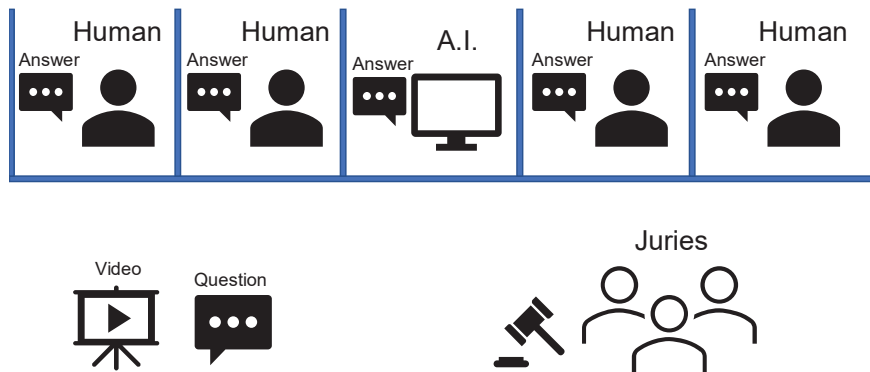 Human
Answer
Human
Answer
A.I.
Answer
Human
Answer
Human
Answer
Video
Question
Juries